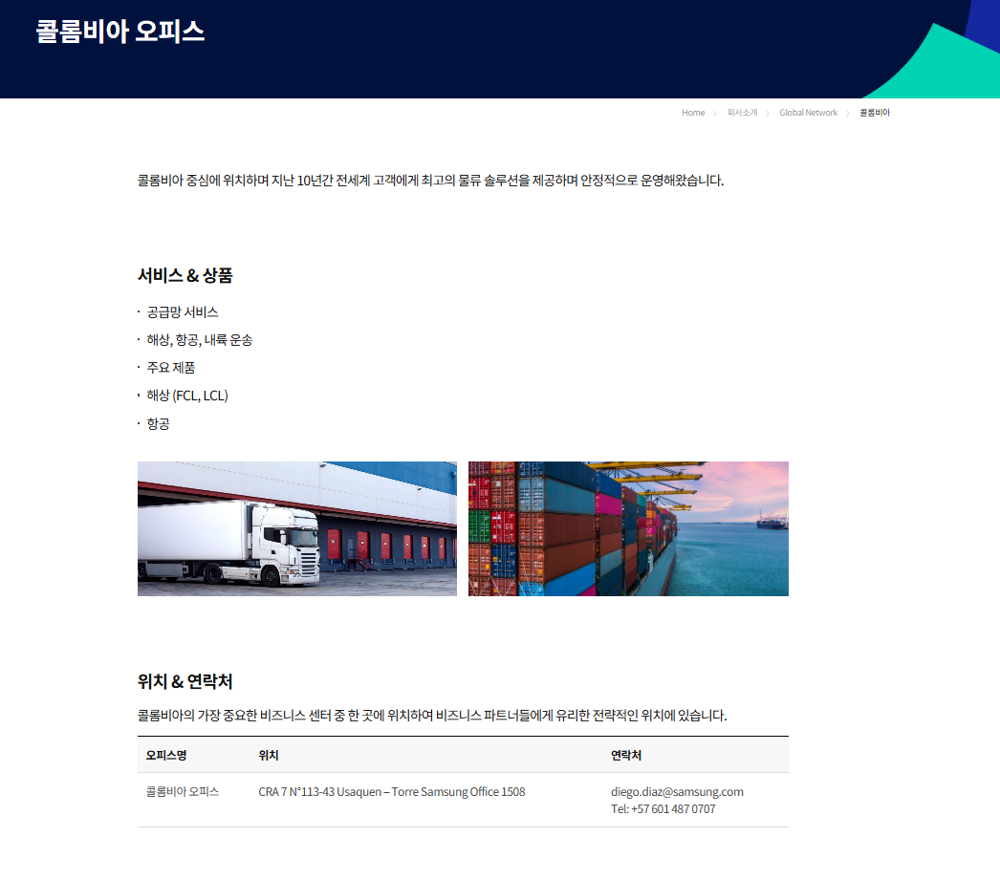 콜롬비아 오피스
Home > 회사소개 > Global Network > 콜롬비아
콜롬비아 중심에 위치하며 지난 10년간 전세계 고객에게 최고의 물류 솔루션을 제공하며 안정적으로 운영해왔습니다.
서비스 & 상품
· 공급망 서비스
· 해상, 항공, 내륙 운송
· 주요 제품
· 해상 (FCL, LCL)
· 항공
위치 & 연락처
콜롬비아의 가장 중요한 비즈니스 센터 중 한 곳에 위치하여 비즈니스 파트너들에게 유리한 전략적인 위치에 있습니다.
오피스명 위치 연락처
콜롬비아 오피스 CRA 7 N°113-43 Usaquen – Torre Samsung Office 1508 diego.diaz@samsung.com
Tel: +57 601 487 0707